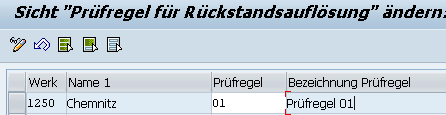 Sicht "Prüfregel für Rückstandsauflösung" ändern:
Werk Name 1 Prüfregel Bezeichnung Prüfregel
1250 Chemnitz 01 Prüfregel 01